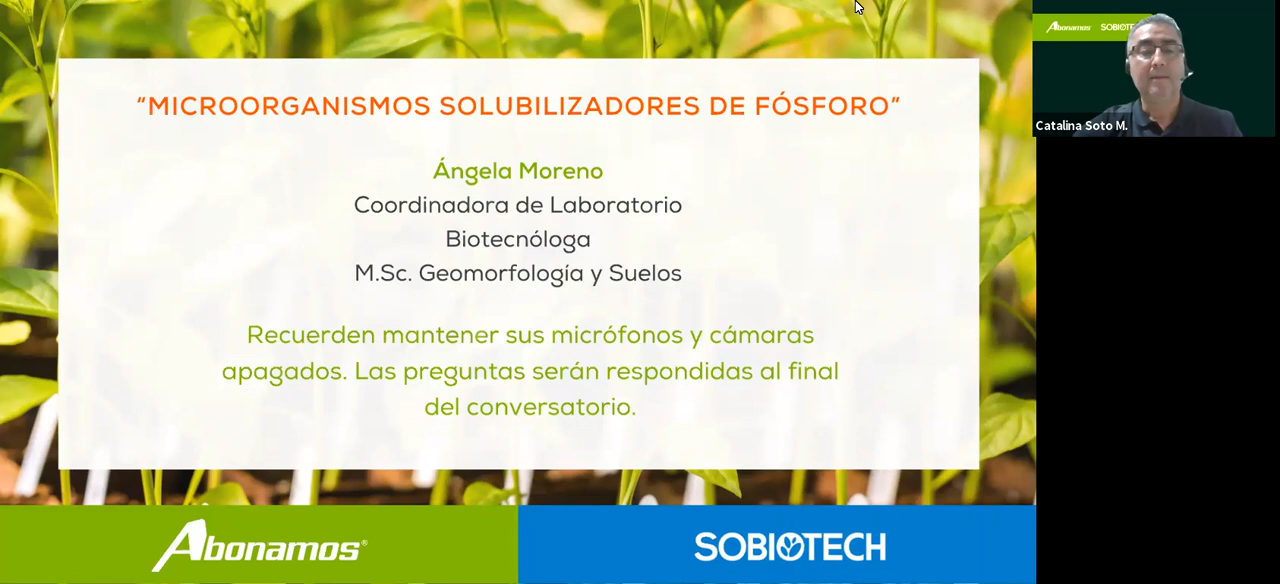 “MICROORGANISMOS SOLUBILIZADORES DE FÓSFORO”
Ángela Moreno
Coordinadora de Laboratorio
Biotecnóloga
M.Sc. Geomorfología y Suelos
Recuerden mantener sus micrófonos y cámaras
apagados. Las preguntas serán respondidas al final
del conversatorio.
Abonamos®
SOBIOTECH
Abonamos SOBIOTE
Catalina Soto M.